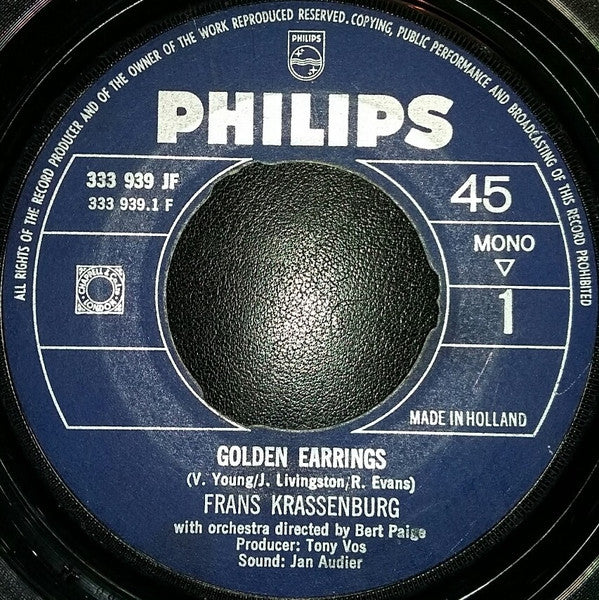 ALL RIGHTS OF THE RECORD PRODUCER AND OF THE OWNER OF THE WORK REPRODUCED RESERVED. COPYING, PUBLIC PERFORMANCE AND BROADCASTING OF THIS RECORD PROHIBITED
PHILIPS
PHILIPS
333 939 JF
333 939.1 F
45
MONO
1
LONDON
MADE IN HOLLAND
GOLDEN EARRINGS
(V. Young/J. Livingston/R. Evans)
FRANS KRASSENBURG
with orchestra directed by Bert Paige
Producer: Tony Vos
Sound: Jan Audier